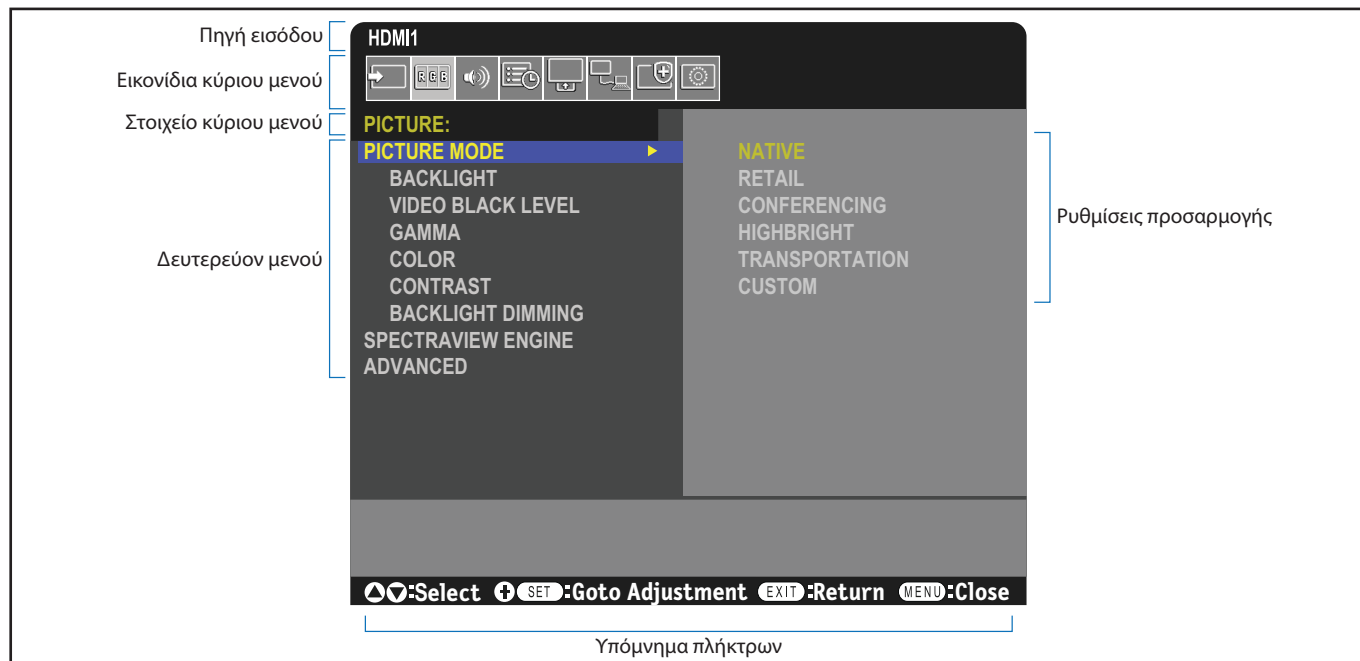 Πηγή εισόδου
HDMI1
Εικονίδια κύριου μενού
RGB
Στοιχείο κύριου μενού
PICTURE:
Δευτερεύον μενού
PICTURE MODE
BACKLIGHT
VIDEO BLACK LEVEL
GAMMA
COLOR
CONTRAST
BACKLIGHT DIMMING
SPECTRAVIEW ENGINE
ADVANCED
NATIVE
RETAIL
CONFERENCING
HIGHBRIGHT
TRANSPORTATION
CUSTOM
Ρυθμίσεις προσαρμογής
:Select SET :Goto Adjustment EXIT :Return MENU :Close
Υπόμνημα πλήκτρων